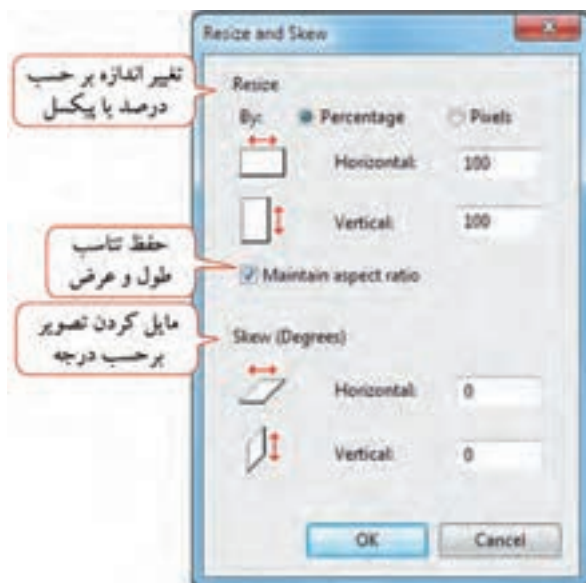 Resize and Skew
تغییر اندازه بر حسب
درصد یا پیکسل
Resize
By: Percentage Pixels
Horizontal: 100
Vertical: 100
حفظ تناسب
طول و عرض
Maintain aspect ratio
مایل کردن تصویر
برحسب درجه
Skew (Degrees)
Horizontal: 0
Vertical: 0
OK Cancel